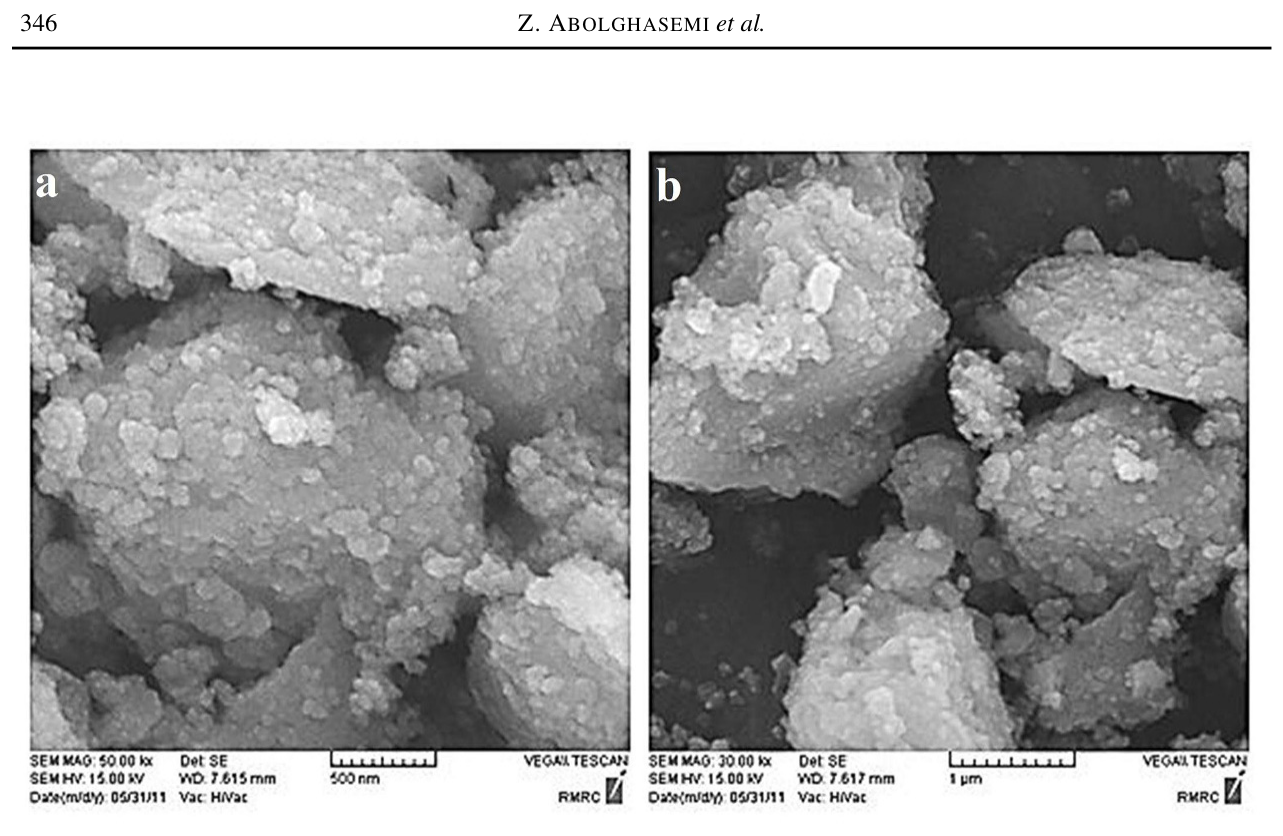 346
Z. ABOLGHASEMI et al.
a
b
SEM MAG: 50.00 kx Det: SE
SEM HV: 15.00 kV WD: 7.615 mm
Date(m/d/y): 05/31/11 Vac: HiVac
500 nm
VEGA\\ TESCAN
RMRC
SEM MAG: 30.00 kx Det: SE
SEM HV: 15.00 kV WD: 7.617 mm
Date(m/d/y): 05/31/11 Vac: HiVac
1 µm
VEGA\\ TESCAN
RMRC